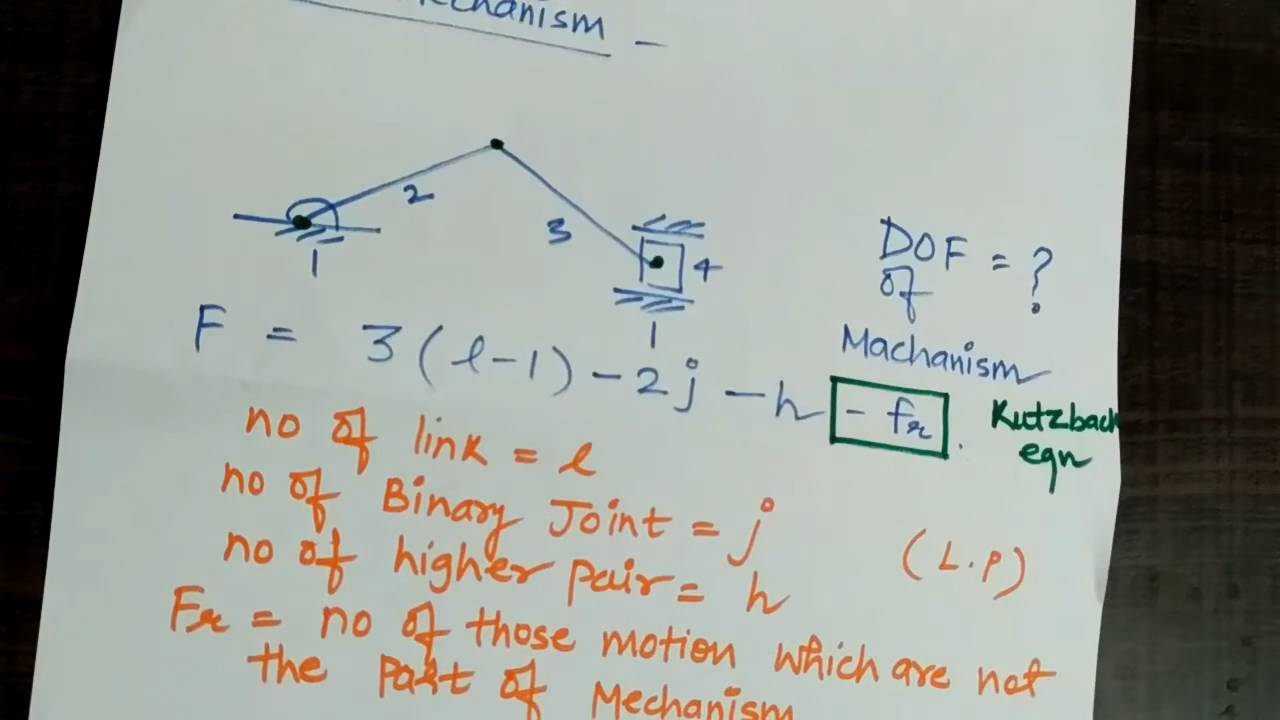 Mechanism -
2
3
1
4
1
DOF = ?
of
Machanism
F = 3(l-1) - 2j - h - fr.
Kutzbach
eqn
no of link = l
no of Binary Joint = j (L.P)
no of higher pair = h
Fr = no of those motion which are not
the Part of Mechanism